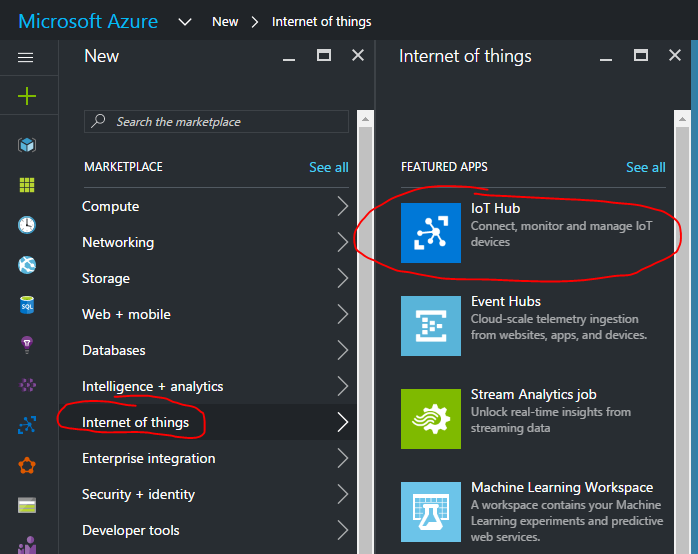 Microsoft Azure New > Internet of things
New
Search the marketplace
MARKETPLACE See all
Compute
Networking
Storage
Web + mobile
Databases
Intelligence + analytics
Internet of things
Enterprise integration
Security + identity
Developer tools
Internet of things
FEATURED APPS See all
IoT Hub
Connect, monitor and manage IoT
devices
Event Hubs
Cloud-scale telemetry ingestion
from websites, apps, and devices.
Stream Analytics job
Unlock real-time insights from
streaming data
Machine Learning Workspace
A workspace contains your Machine
Learning experiments and predictive
web services.
SQL